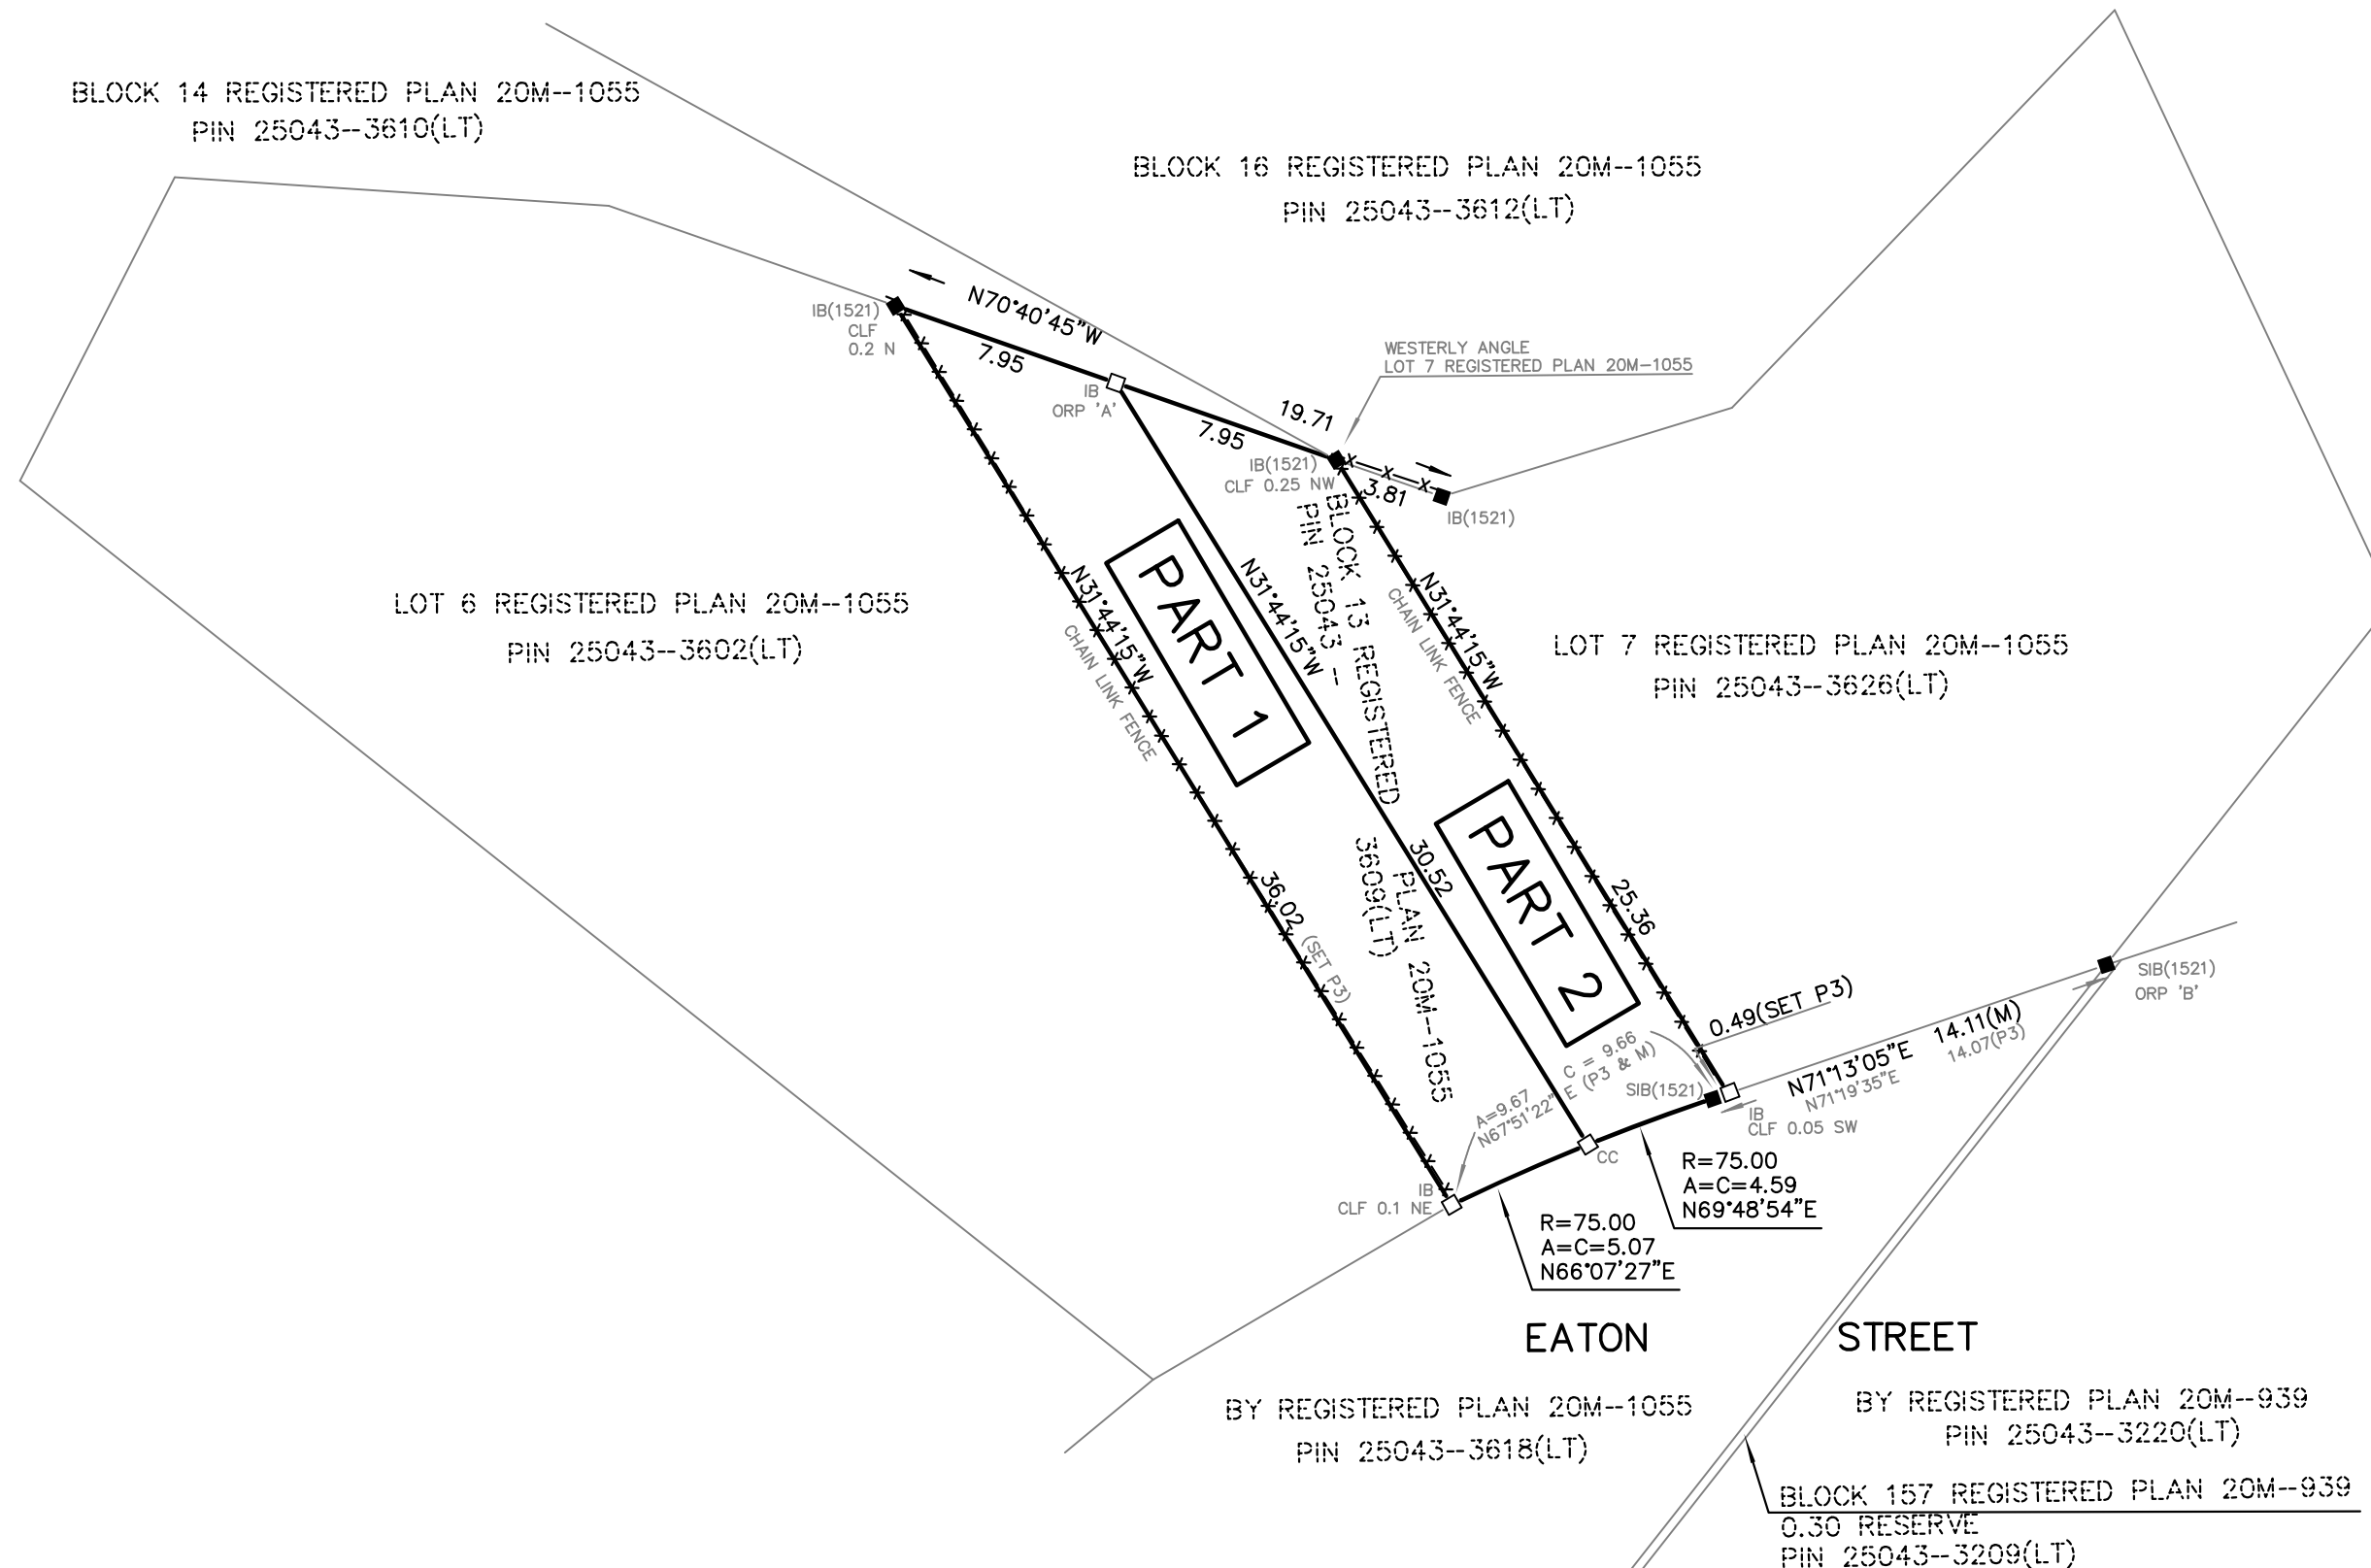 BLOCK 14 REGISTERED PLAN 20M--1055
PIN 25043--3610(LT)
BLOCK 16 REGISTERED PLAN 20M--1055
PIN 25043--3612(LT)
N70°40'45"W
7.95
IB(1521)
CLF
0.2 N
IB
ORP 'A'
WESTERLY ANGLE
LOT 7 REGISTERED PLAN 20M-1055
19.71
7.95
IB(1521)
CLF 0.25 NW
3.81
IB(1521)
LOT 6 REGISTERED PLAN 20M--1055
PIN 25043--3602(LT)
N31°44'15"W
CHAIN LINK FENCE
PART 1
N31°44'15"W
BLOCK 13 REGISTERED PLAN 20M-1055
PIN 25043 - 3609(LT)
N31°44'15"W
CHAIN LINK FENCE
LOT 7 REGISTERED PLAN 20M--1055
PIN 25043--3626(LT)
36.02 (SET P3)
30.52
PART 2
25.36
0.49(SET P3)
SIB(1521)
ORP 'B'
14.11(M)
N71°13'05"E
14.07(P3)
N71°19'35"E
A=9.67 C = 9.66
N67°51'22" E (P3 & M)
SIB(1521)
IB
CLF 0.05 SW
CC
IB
CLF 0.1 NE
R=75.00
A=C=4.59
N69°48'54"E
R=75.00
A=C=5.07
N66°07'27"E
EATON STREET
BY REGISTERED PLAN 20M--1055
PIN 25043--3618(LT)
BY REGISTERED PLAN 20M--939
PIN 25043--3220(LT)
BLOCK 157 REGISTERED PLAN 20M--939
0.30 RESERVE
PIN 25043--3209(LT)